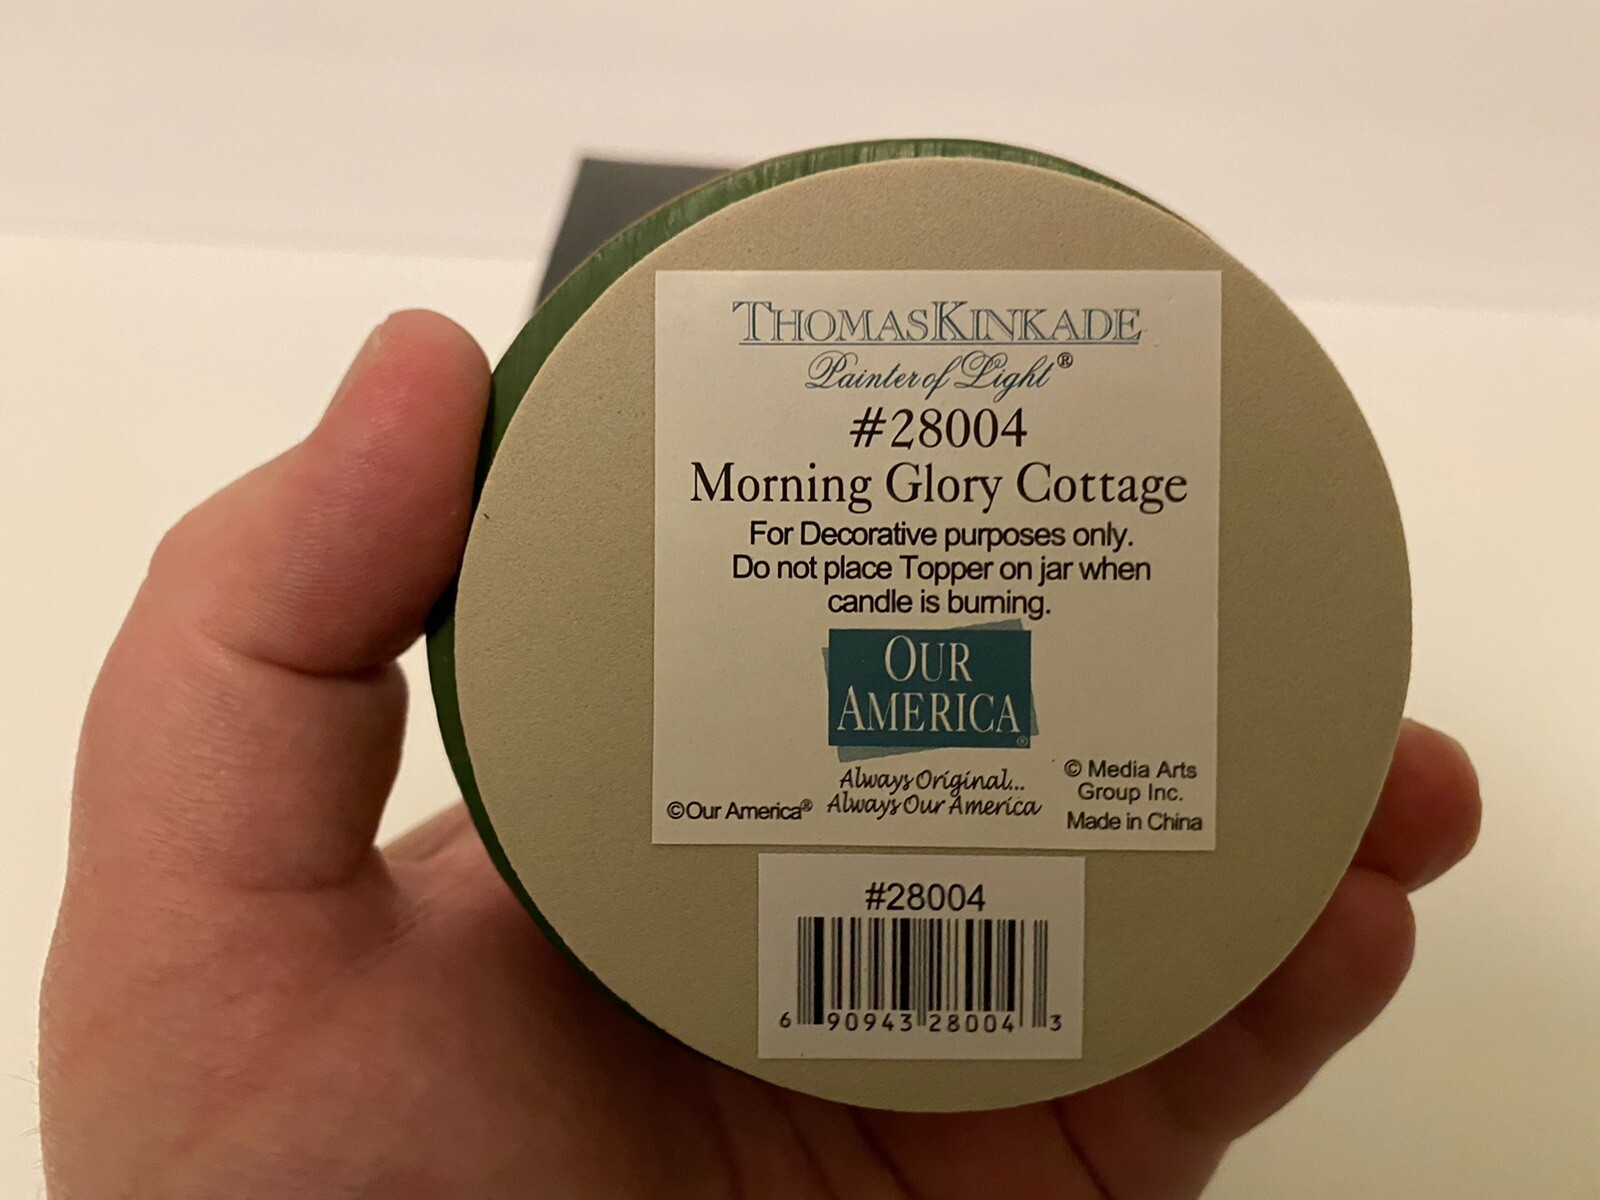 THOMASKINKADE
Painter of Light®
#28004
Morning Glory Cottage
For Decorative purposes only.
Do not place Topper on jar when
candle is burning.
OUR
AMERICA®
Always Original...
Always Our America
©Our America®
© Media Arts
Group Inc.
Made in China
#28004
6 90943 28004 3